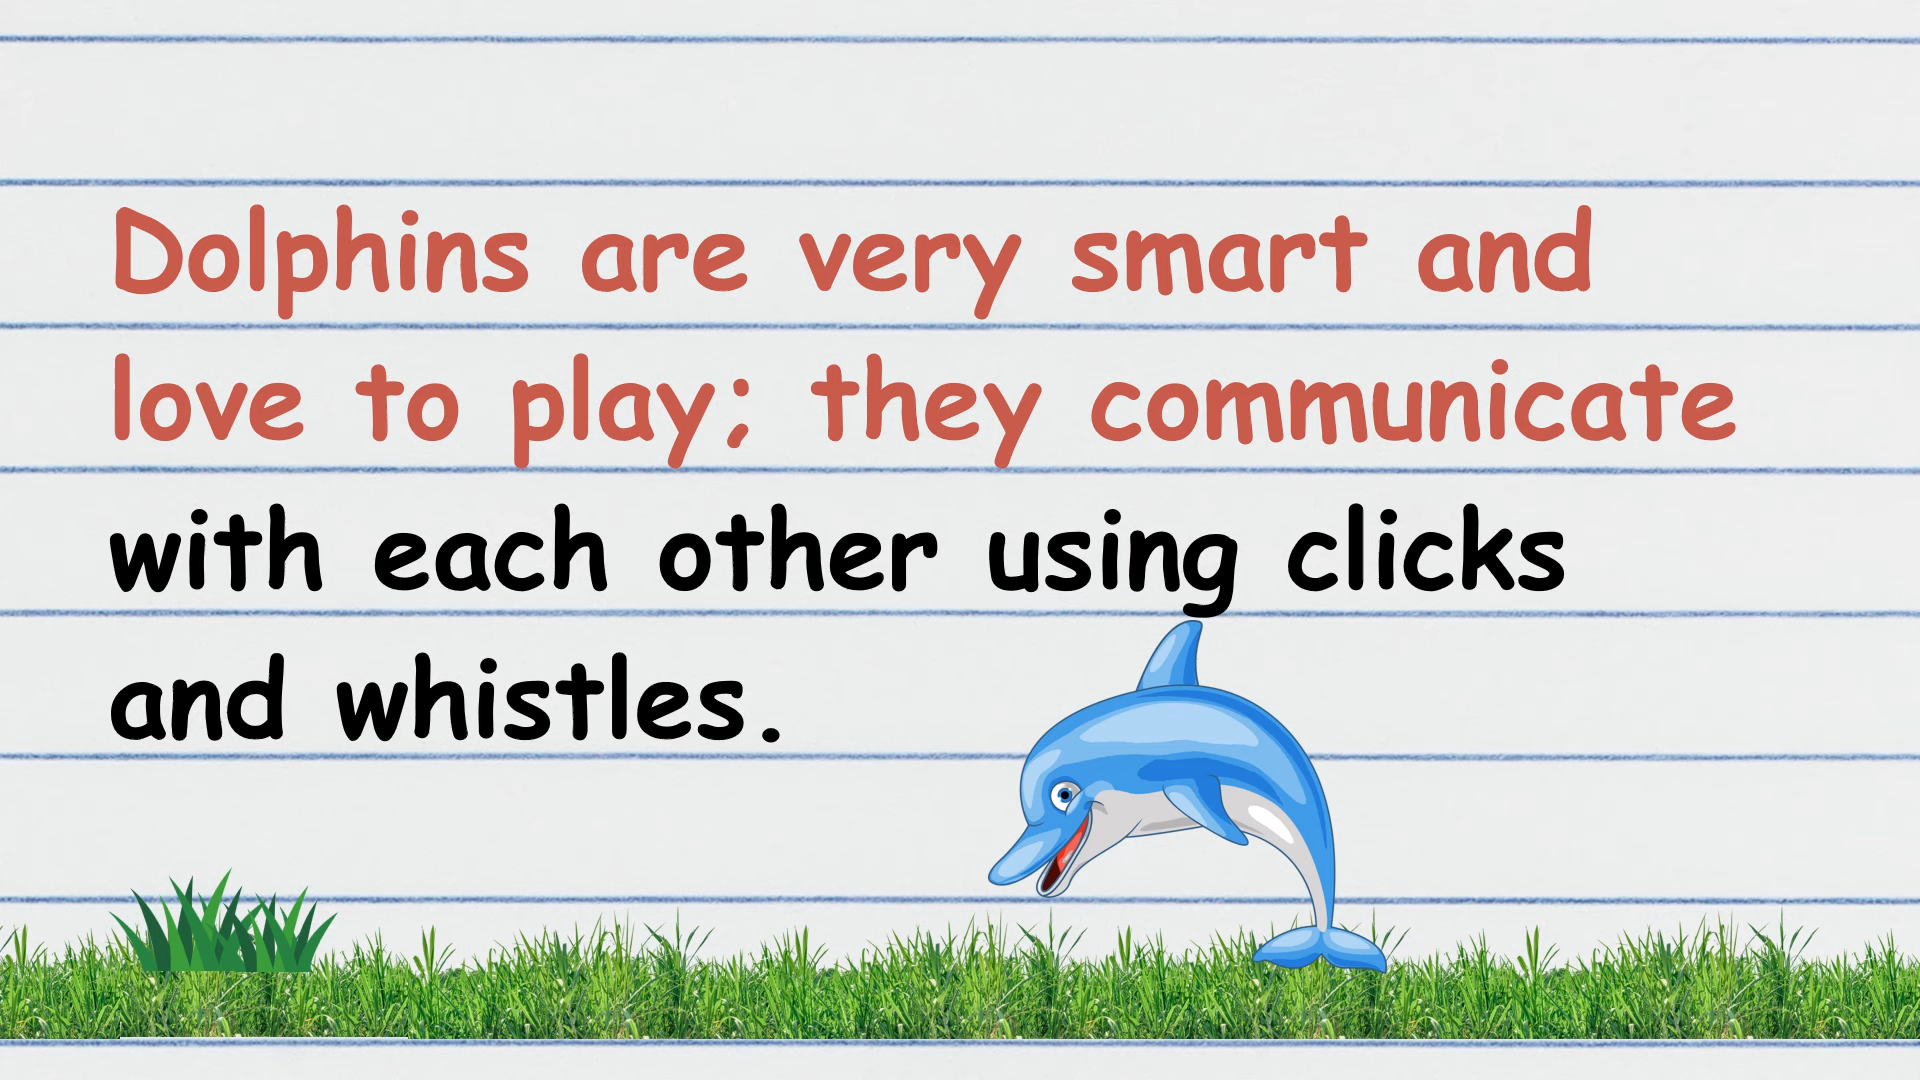 Dolphins are very smart and
love to play; they communicate
with each other using clicks
and whistles.